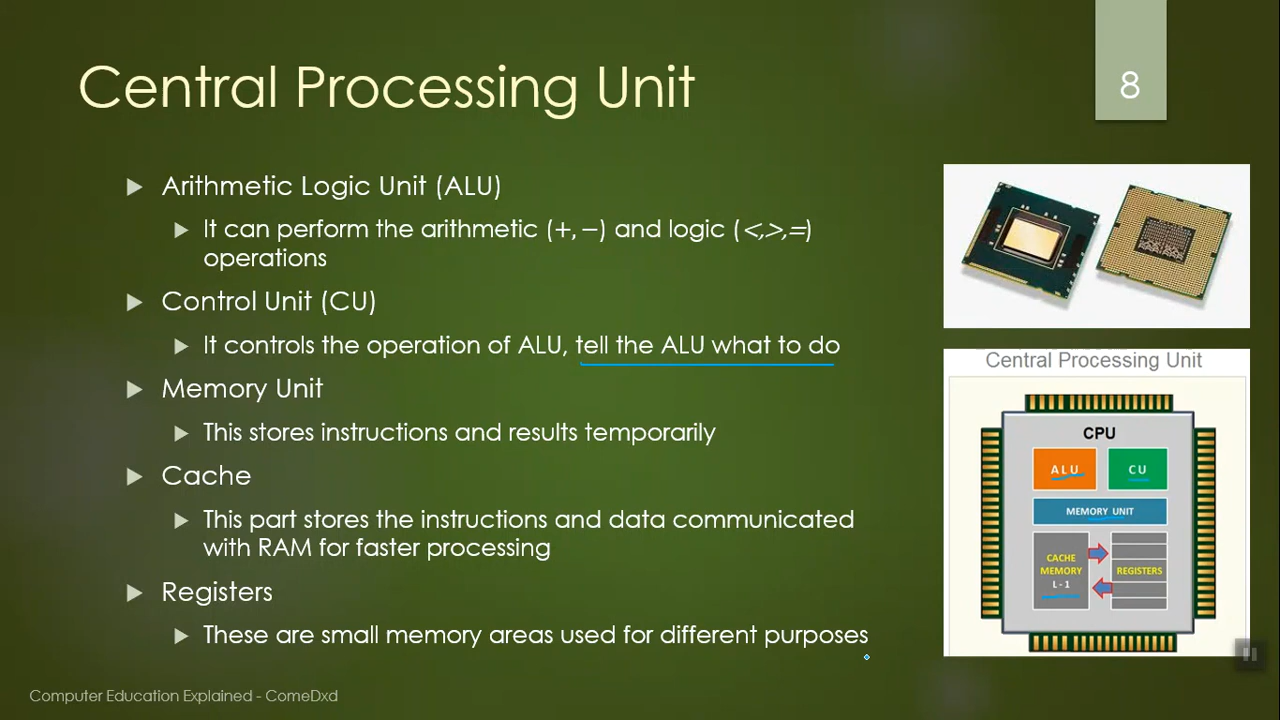 Central Processing Unit
8
Arithmetic Logic Unit (ALU)
It can perform the arithmetic (+,−) and logic (<,>,=)
operations
Control Unit (CU)
It controls the operation of ALU, tell the ALU what to do
Memory Unit
This stores instructions and results temporarily
Cache
This part stores the instructions and data communicated
with RAM for faster processing
Registers
These are small memory areas used for different purposes
Central Processing Unit
CPU
ALU
CU
MEMORY UNIT
CACHE
MEMORY
L-1
REGISTERS
Computer Education Explained - ComeDxd